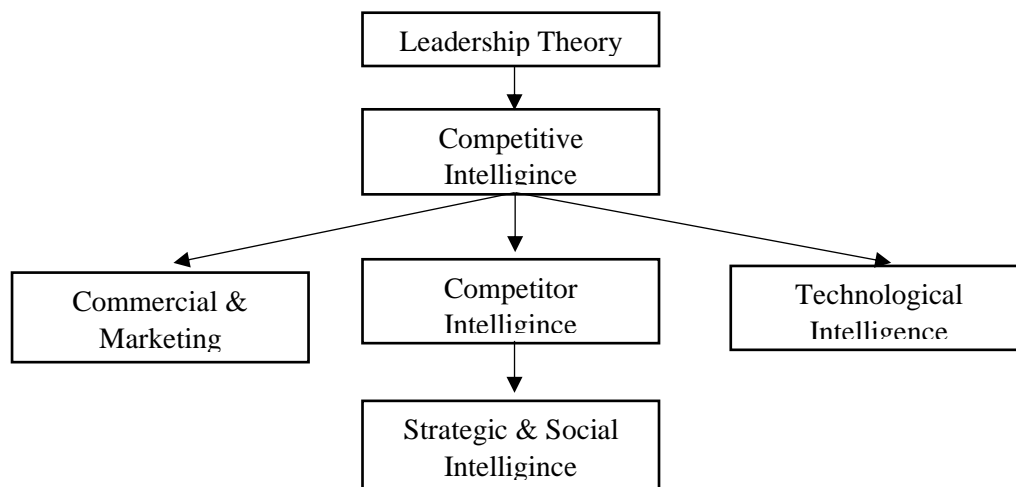 Leadership Theory
Competitive
Intelligince
Commercial &
Marketing
Competitor
Intelligince
Technological
Intelligence
Strategic & Social
Intelligince